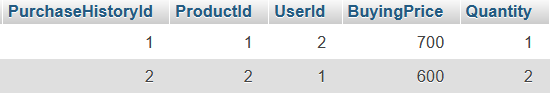 PurchaseHistoryId ProductId UserId BuyingPrice Quantity
1 1 2 700 1
2 2 1 600 2